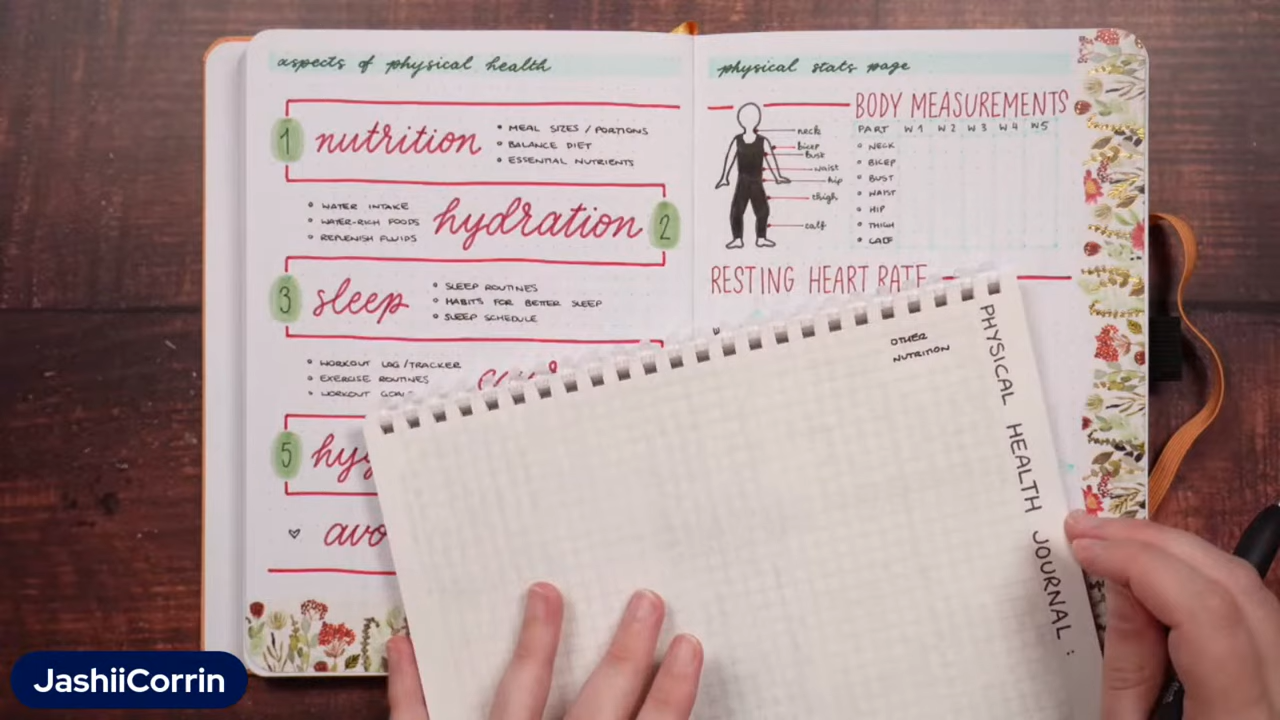 aspects of physical health
1 nutrition
• MEAL SIZES / PORTIONS
• BALANCE DIET
• ESSENTIAL NUTRIENTS
• WATER INTAKE
• WATER-RICH FOODS
• REPLENISH FLUIDS
hydration 2
3 sleep
• SLEEP ROUTINES
• HABITS FOR BETTER SLEEP
• SLEEP SCHEDULE
• WORKOUT LOG/TRACKER
• EXERCISE ROUTINES
• WORKOUT
5 hy
avo
physical stats page
BODY MEASUREMENTS
neck
bicep
bust
waist
hip
thigh
calf
PART W1 W2 W3 W4 W5
• NECK
• BICEP
• BUST
• WAIST
• HIP
• THIGH
• CALF
RESTING HEART RATE
OTHER
NUTRITION
PHYSICAL HEALTH JOURNAL :
JashiiCorrin